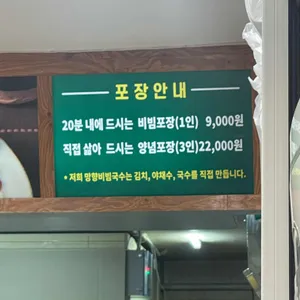 포장안내
20분 내에 드시는 비빔포장(1인) 9,000원
직접 삶아 드시는 양념포장(3인)22,000원
* 저희 망향비빔국수는 김치, 야채수, 국수를 직접 만듭니다.